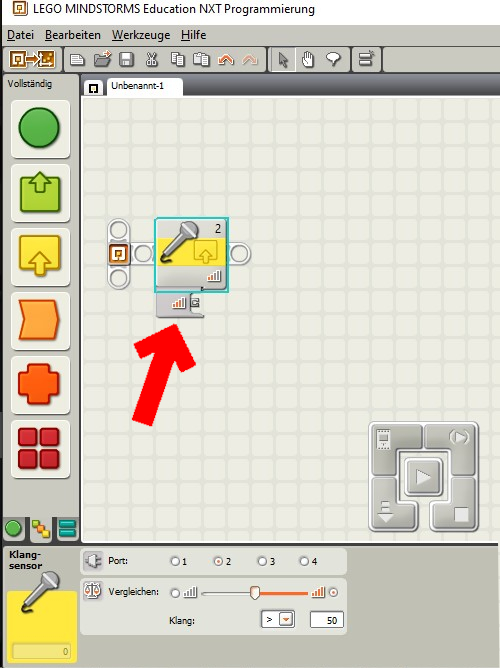 LEGO MINDSTORMS Education NXT Programmierung
Datei Bearbeiten Werkzeuge Hilfe
Vollständig
Unbenannt-1
2
Klang-
sensor
0
Port: 1 2 3 4
Vergleichen:
Klang: > 50